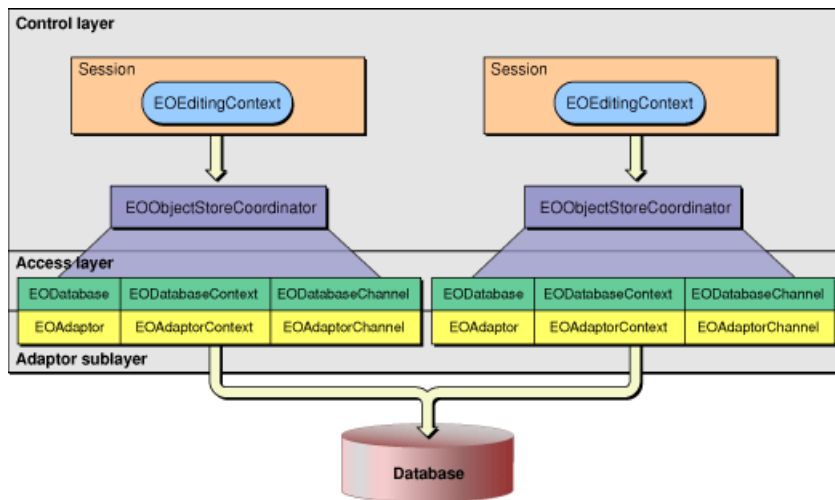 Control layer
Session
Session
EOEditingContext
EOEditingContext
EOObjectStoreCoordinator
EOObjectStoreCoordinator
Access layer
EODatabase EODatabaseContext EODatabaseChannel
EODatabase EODatabaseContext EODatabaseChannel
EOAdaptor EOAdaptorContext EOAdaptorChannel
EOAdaptor EOAdaptorContext EOAdaptorChannel
Adaptor sublayer
Database